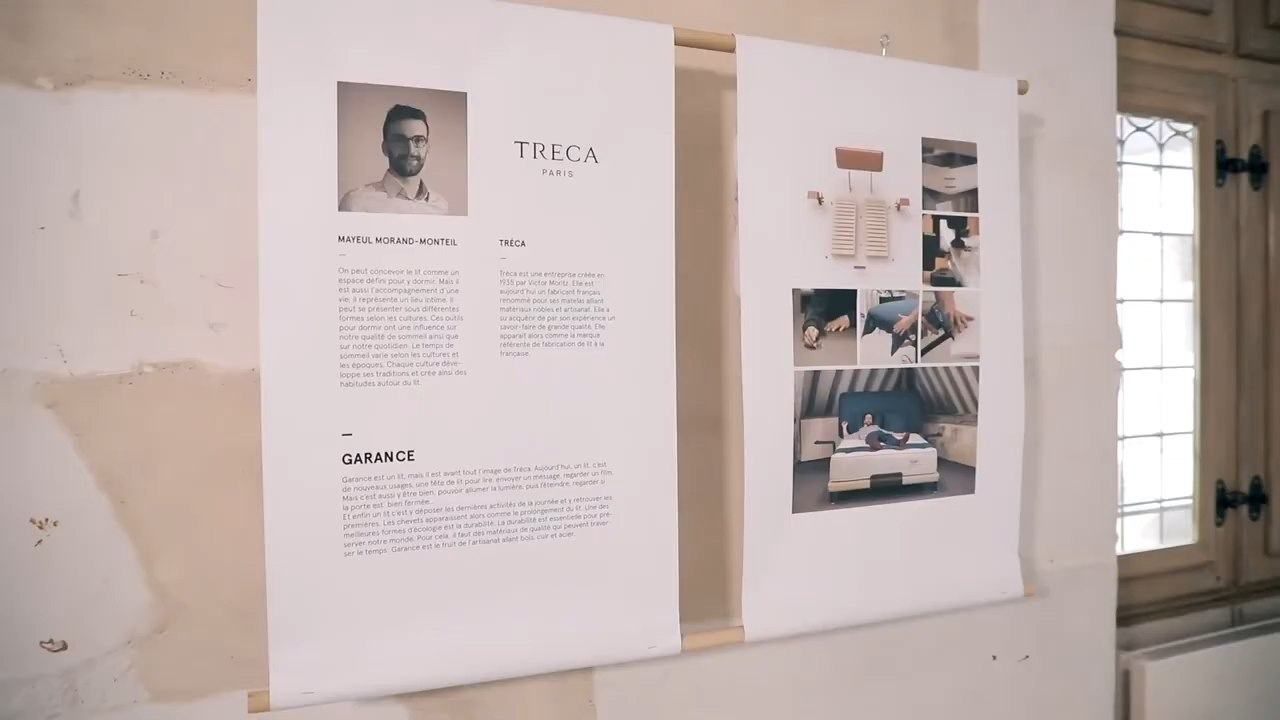 TRECA
PARIS
MAYEUL MORAND-MONTEIL
On peut concevoir le lit comme un
espace défini pour y dormir. Mais il
est aussi l'accompagnement d'une
vie, il représente un lieu intime. Il
peut se présenter sous différentes
formes selon les cultures. Ces outils
pour dormir ont une influence sur
notre qualité de sommeil ainsi que
sur notre quotidien. Le temps de
sommeil varie selon les cultures et
les époques. Chaque culture déve-
loppe ses traditions et crée ainsi des
habitudes autour du lit.
TRÉCA
Tréca est une entreprise créée en
1935 par Victor Moritz. Elle est
aujourd'hui un fabricant français
renommé pour ses matelas alliant
matériaux nobles et artisanat. Elle a
su acquérir de par son expérience un
savoir-faire de grande qualité. Elle
apparait alors comme la marque
référente de fabrication de lit à la
française.
GARANCE
Garance est un lit, mais il est avant tout l'image de Tréca. Aujourd'hui, un lit, c'est
de nouveaux usages, une tête de lit pour lire, envoyer un message, regarder un film.
Mais c'est aussi y être bien, pouvoir allumer la lumière, puis l'éteindre, regarder si
la porte est bien fermée...
Et enfin un lit c'est y déposer les dernières activités de la journée et y retrouver les
premières. Les chevets apparaissent alors comme le prolongement du lit. Une des
meilleures formes d'écologie est la durabilité. La durabilité est essentielle pour pré-
server notre monde. Pour cela, il faut des matériaux de qualité qui peuvent traver-
ser le temps. Garance est le fruit de l'artisanat allant bois, cuir et acier.